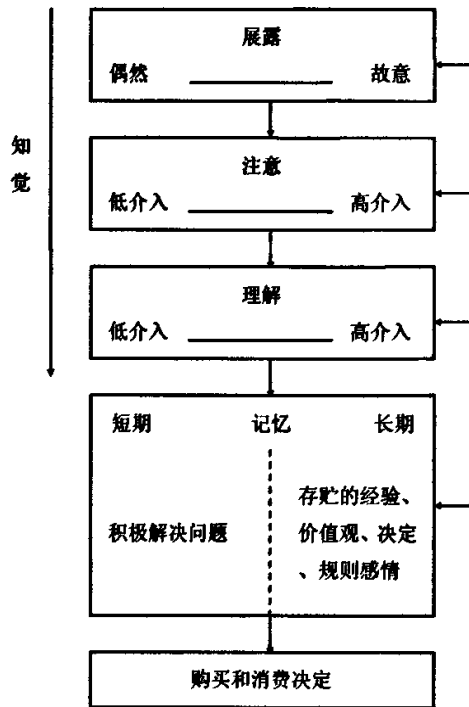 展露
偶然 故意
知
觉
注意
低介入 高介入
理解
低介入 高介入
短期 记忆 长期
积极解决问题
存贮的经验、
价值观、决定
、规则感情
购买和消费决定